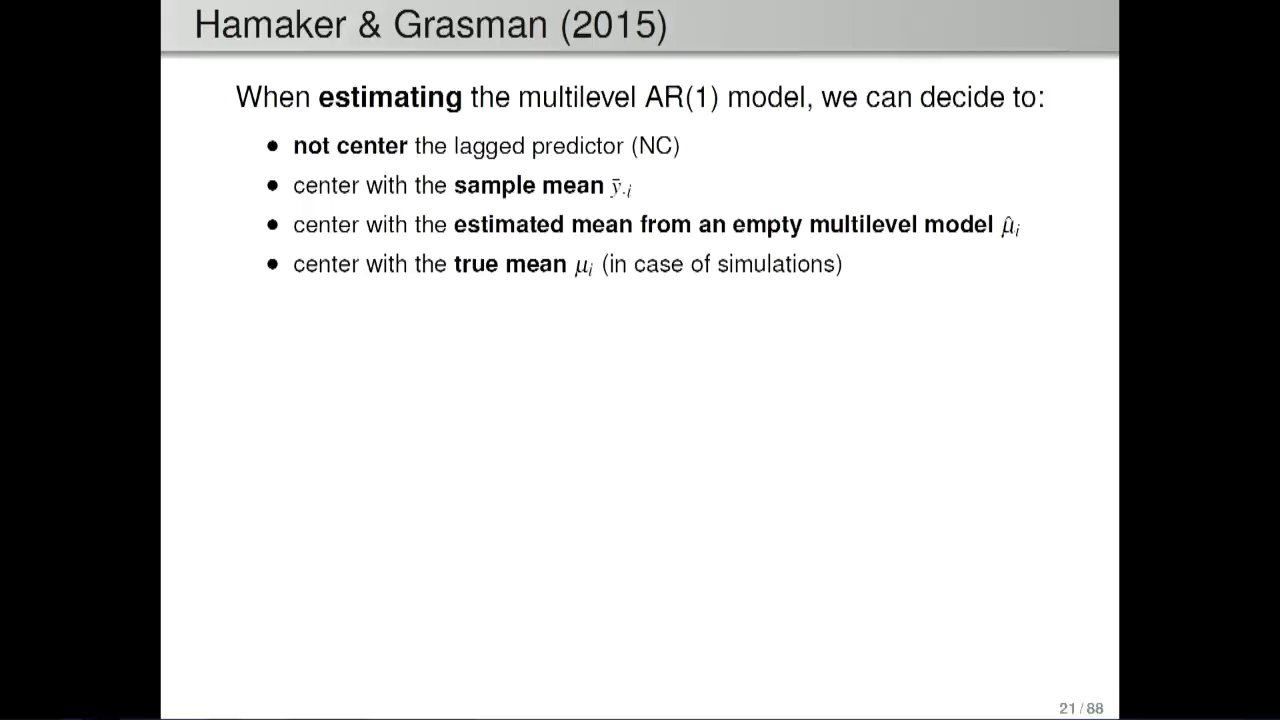 Hamaker & Grasman (2015)
When estimating the multilevel AR(1) model, we can decide to:
• not center the lagged predictor (NC)
• center with the sample mean ȳ.ᵢ
• center with the estimated mean from an empty multilevel model μ̂ᵢ
• center with the true mean μᵢ (in case of simulations)
21 / 88